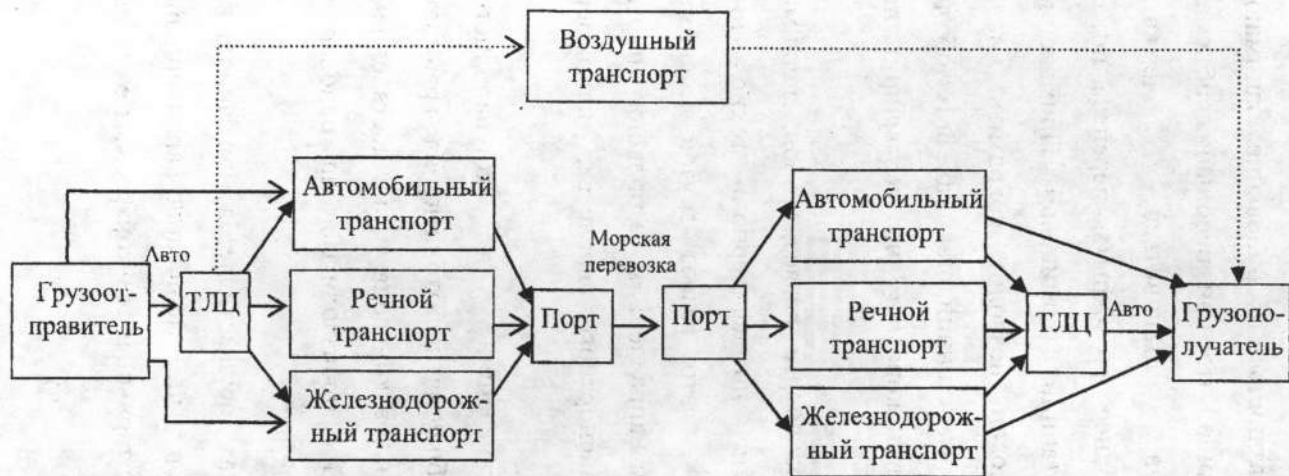 Воздушный
транспорт
Автомобильный
транспорт
Авто
Грузоот-
правитель
ТЛЦ
Речной
транспорт
Железнодорож-
ный транспорт
Порт
Морская
перевозка
Порт
Автомобильный
транспорт
Речной
транспорт
Железнодорож-
ный транспорт
ТЛЦ
Авто
Грузопо-
лучатель